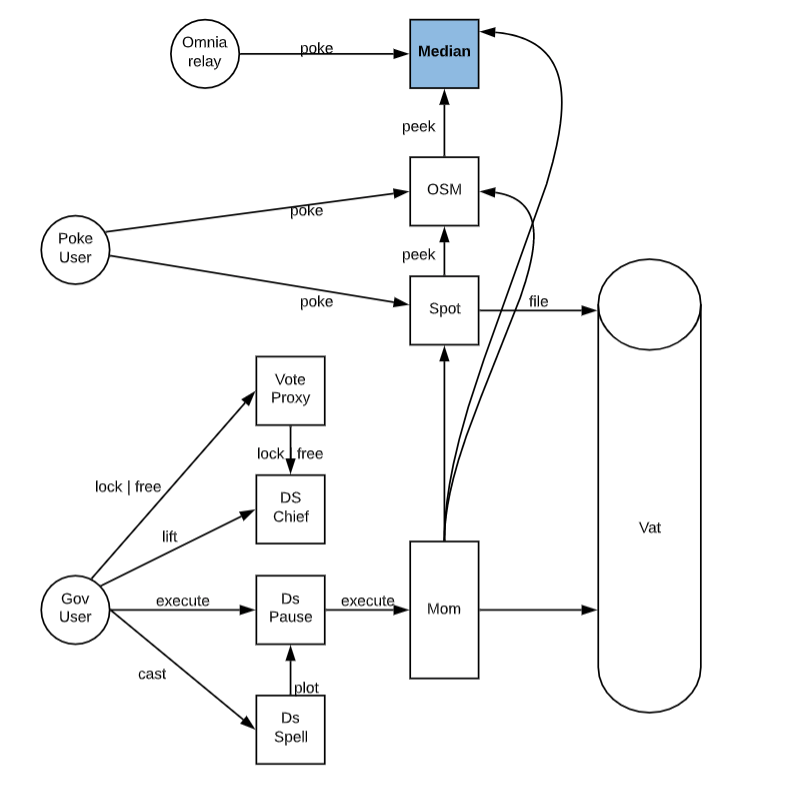 Omnia
relay
poke
Median
peek
OSM
poke
Poke
User
peek
poke
Spot
file
Vote
Proxy
lock | free
lock free
DS
Chief
lift
Vat
Gov
User
execute
Ds
Pause
execute
Mom
cast
plot
Ds
Spell